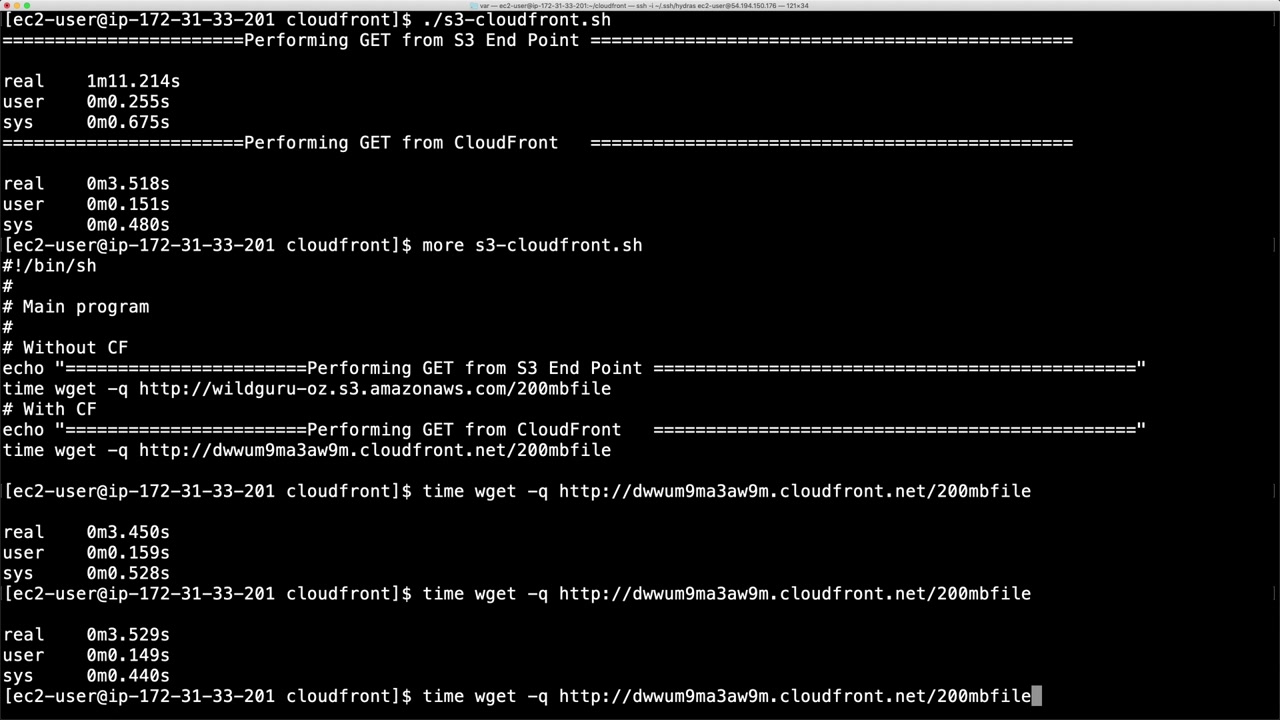 var — ec2-user@ip-172-31-33-201:~/cloudfront — ssh -i ~/.ssh/hydras ec2-user@54.194.150.176 — 121×34
[ec2-user@ip-172-31-33-201 cloudfront]$ ./s3-cloudfront.sh
=======================Performing GET from S3 End Point ==============================================

real    1m11.214s
user    0m0.255s
sys     0m0.675s
=======================Performing GET from CloudFront   ==============================================

real    0m3.518s
user    0m0.151s
sys     0m0.480s
[ec2-user@ip-172-31-33-201 cloudfront]$ more s3-cloudfront.sh
#!/bin/sh
#
# Main program
#
# Without CF
echo "=======================Performing GET from S3 End Point =============================================="
time wget -q http://wildguru-oz.s3.amazonaws.com/200mbfile
# With CF
echo "=======================Performing GET from CloudFront   =============================================="
time wget -q http://dwwum9ma3aw9m.cloudfront.net/200mbfile

[ec2-user@ip-172-31-33-201 cloudfront]$ time wget -q http://dwwum9ma3aw9m.cloudfront.net/200mbfile

real    0m3.450s
user    0m0.159s
sys     0m0.528s
[ec2-user@ip-172-31-33-201 cloudfront]$ time wget -q http://dwwum9ma3aw9m.cloudfront.net/200mbfile

real    0m3.529s
user    0m0.149s
sys     0m0.440s
[ec2-user@ip-172-31-33-201 cloudfront]$ time wget -q http://dwwum9ma3aw9m.cloudfront.net/200mbfile